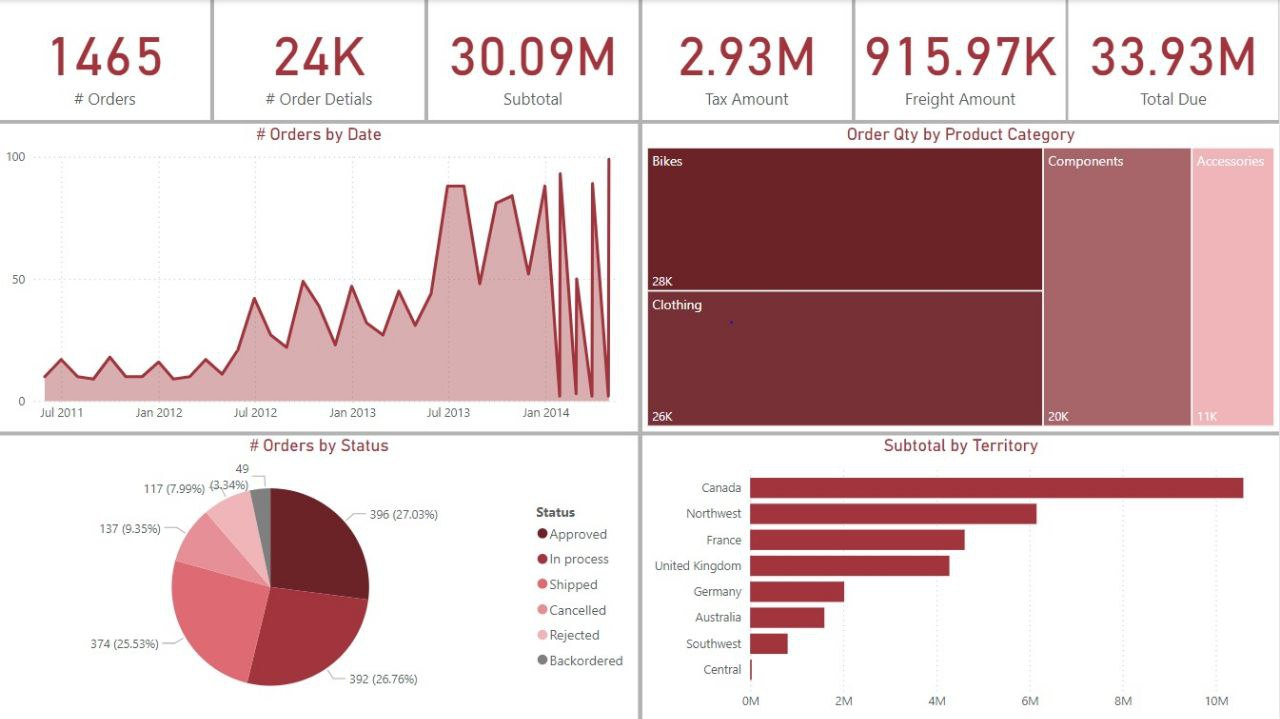 1465
# Orders
24K
# Order Detials
30.09M
Subtotal
2.93M
Tax Amount
915.97K
Freight Amount
33.93M
Total Due
# Orders by Date
100
50
0
Jul 2011
Jan 2012
Jul 2012
Jan 2013
Jul 2013
Jan 2014
Order Qty by Product Category
Bikes
28K
Clothing
26K
Components
20K
Accessories
11K
# Orders by Status
49
(3.34%)
117 (7.99%)
137 (9.35%)
374 (25.53%)
396 (27.03%)
392 (26.76%)
Status
Approved
In process
Shipped
Cancelled
Rejected
Backordered
Subtotal by Territory
Canada
Northwest
France
United Kingdom
Germany
Australia
Southwest
Central
0M
2M
4M
6M
8M
10M